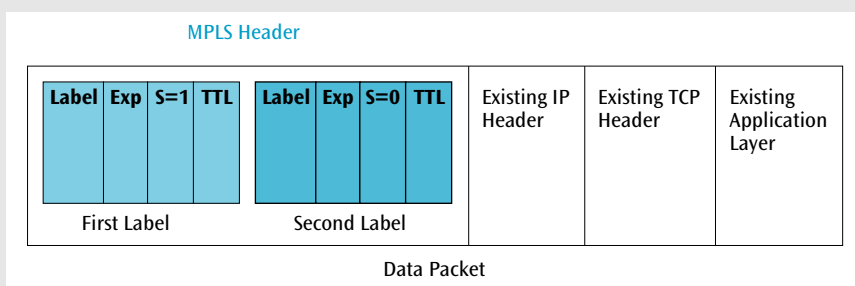 MPLS Header
Label Exp S=1 TTL
Label Exp S=0 TTL
Existing IP
Header
Existing TCP
Header
Existing
Application
Layer
First Label
Second Label
Data Packet